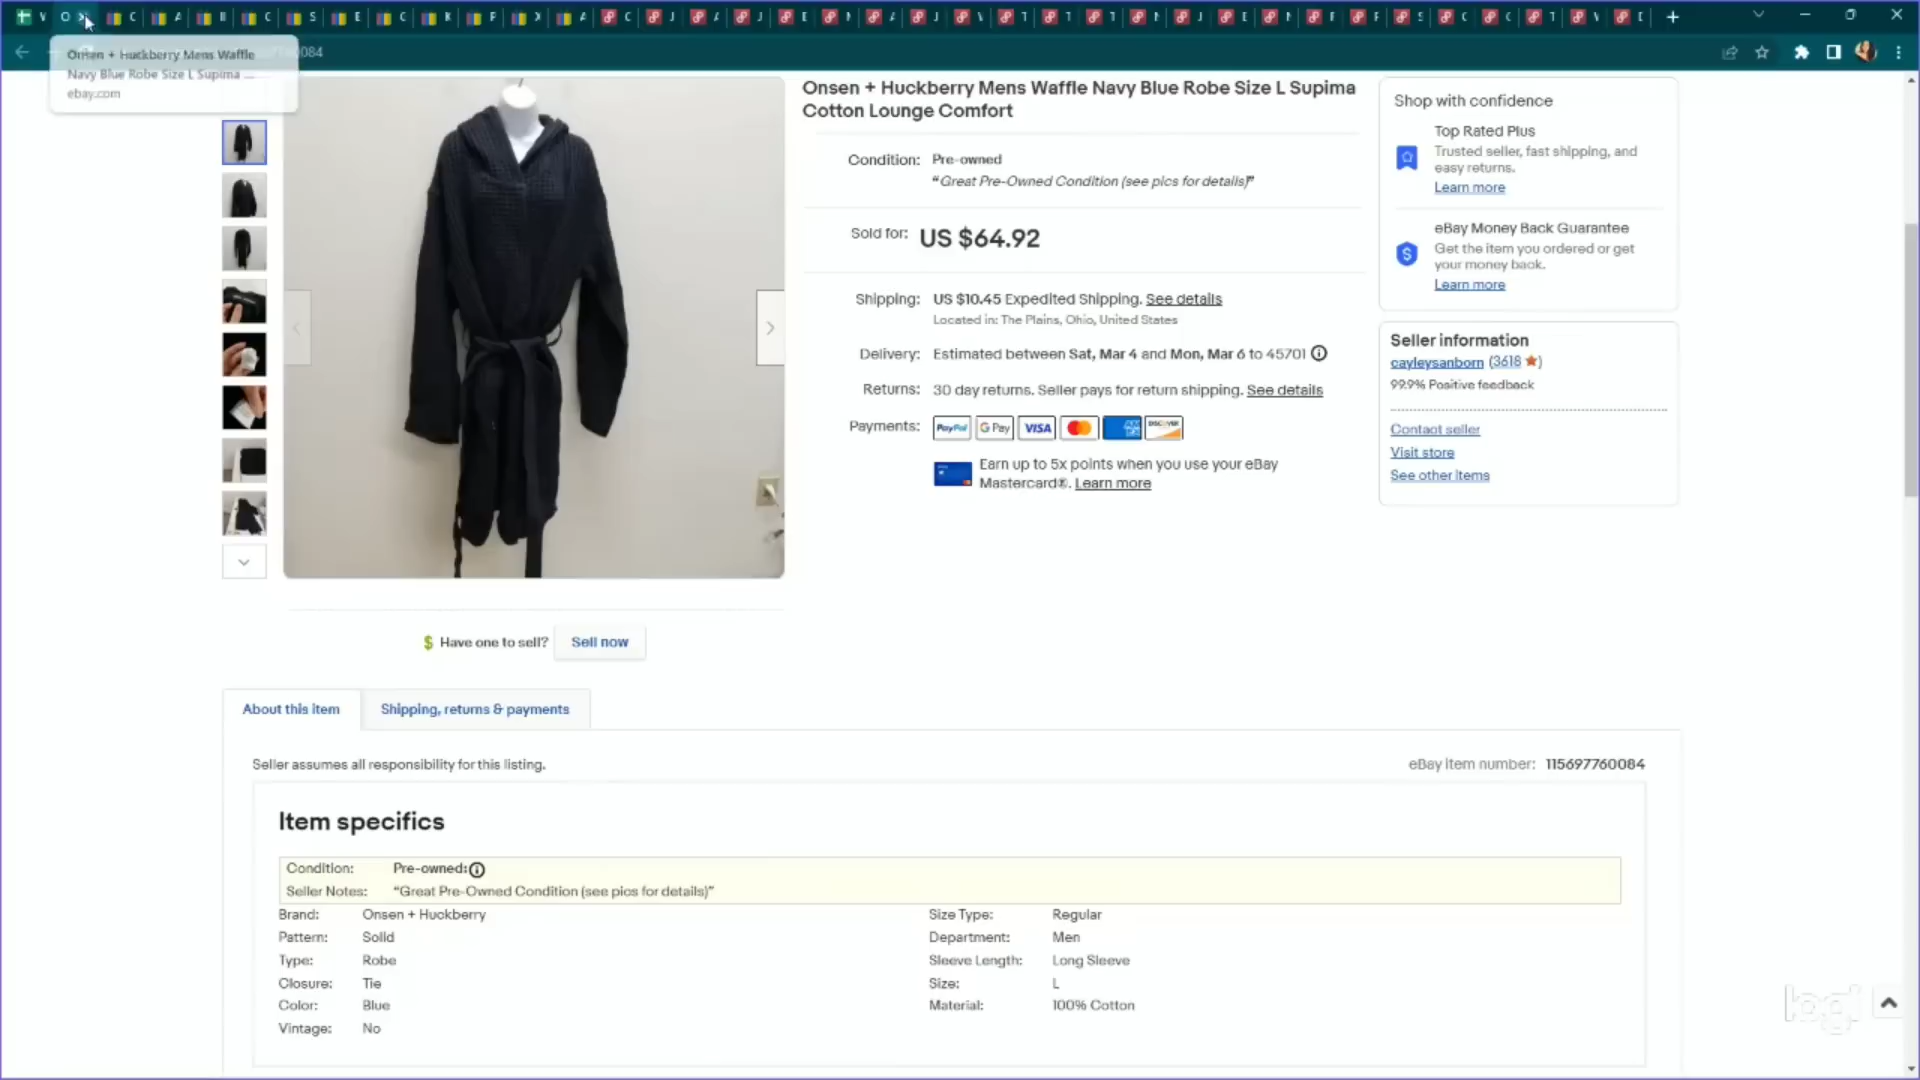 Onsen + Huckberry Mens Waffle
Navy Blue Robe Size L Supima ...
ebay.com
0084
Onsen + Huckberry Mens Waffle Navy Blue Robe Size L Supima
Cotton Lounge Comfort
Condition: Pre-owned
“Great Pre-Owned Condition (see pics for details)”
Sold for: US $64.92
Shipping: US $10.45 Expedited Shipping. See details
Located in: The Plains, Ohio, United States
Delivery: Estimated between Sat, Mar 4 and Mon, Mar 6 to 45701
Returns: 30 day returns. Seller pays for return shipping. See details
Payments: PayPal G Pay VISA DISCOVER
Earn up to 5x points when you use your eBay
Mastercard®. Learn more
Shop with confidence
Top Rated Plus
Trusted seller, fast shipping, and
easy returns.
Learn more
eBay Money Back Guarantee
Get the item you ordered or get
your money back.
Learn more
Seller information
cayleysanborn (3618)
99.9% Positive feedback
Contact seller
Visit store
See other items
$ Have one to sell? Sell now
About this item
Shipping, returns & payments
Seller assumes all responsibility for this listing.
eBay item number: 115697760084
Item specifics
Condition: Pre-owned:
Seller Notes: “Great Pre-Owned Condition (see pics for details)”
Brand: Onsen + Huckberry
Size Type: Regular
Pattern: Solid
Department: Men
Type: Robe
Sleeve Length: Long Sleeve
Closure: Tie
Size: L
Color: Blue
Material: 100% Cotton
Vintage: No
logi